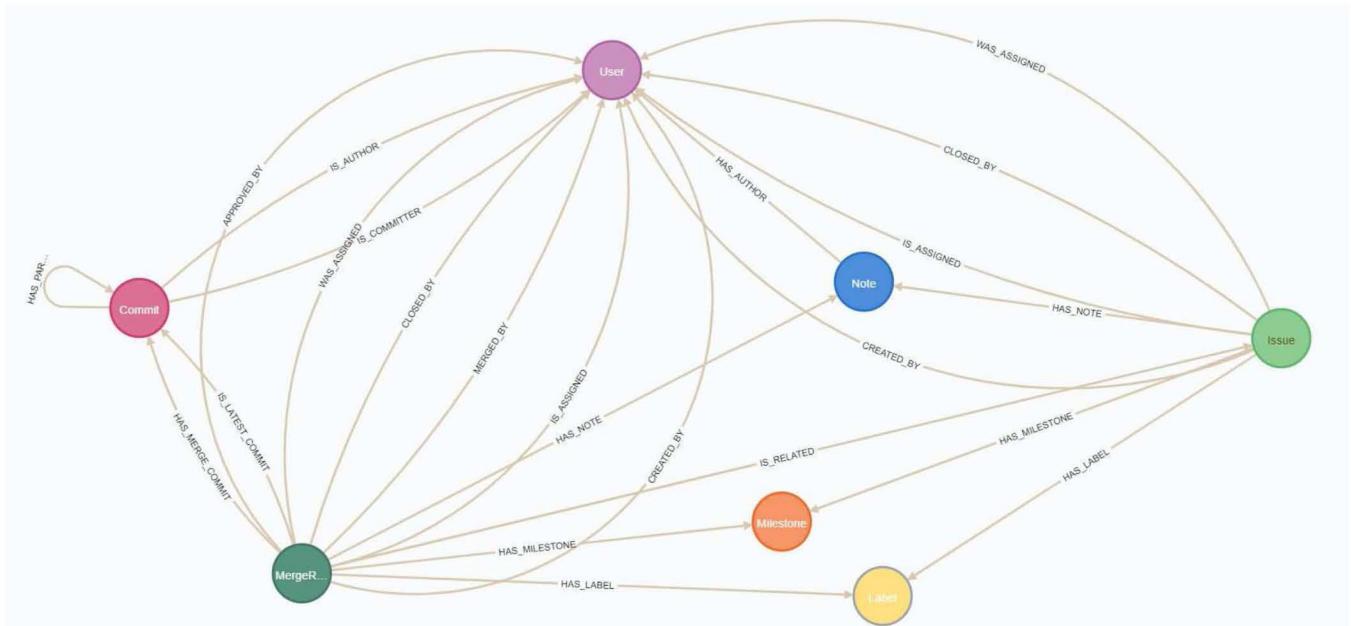 User
WAS_ASSIGNED
CLOSED_BY
IS_AUTHOR
HAS_AUTHOR
APPROVED_BY
IS_COMMITTER
WAS_ASSIGNED
IS_ASSIGNED
HAS_PAR...
Commit
Note
CLOSED_BY
HAS_NOTE
Issue
MERGED_BY
CREATED_BY
IS_ASSIGNED
IS_LATEST_COMMIT
HAS_MERGE_COMMIT
HAS_NOTE
CREATED_BY
IS_RELATED
HAS_MILESTONE
HAS_LABEL
Milestone
HAS_MILESTONE
MergeR...
HAS_LABEL
Label